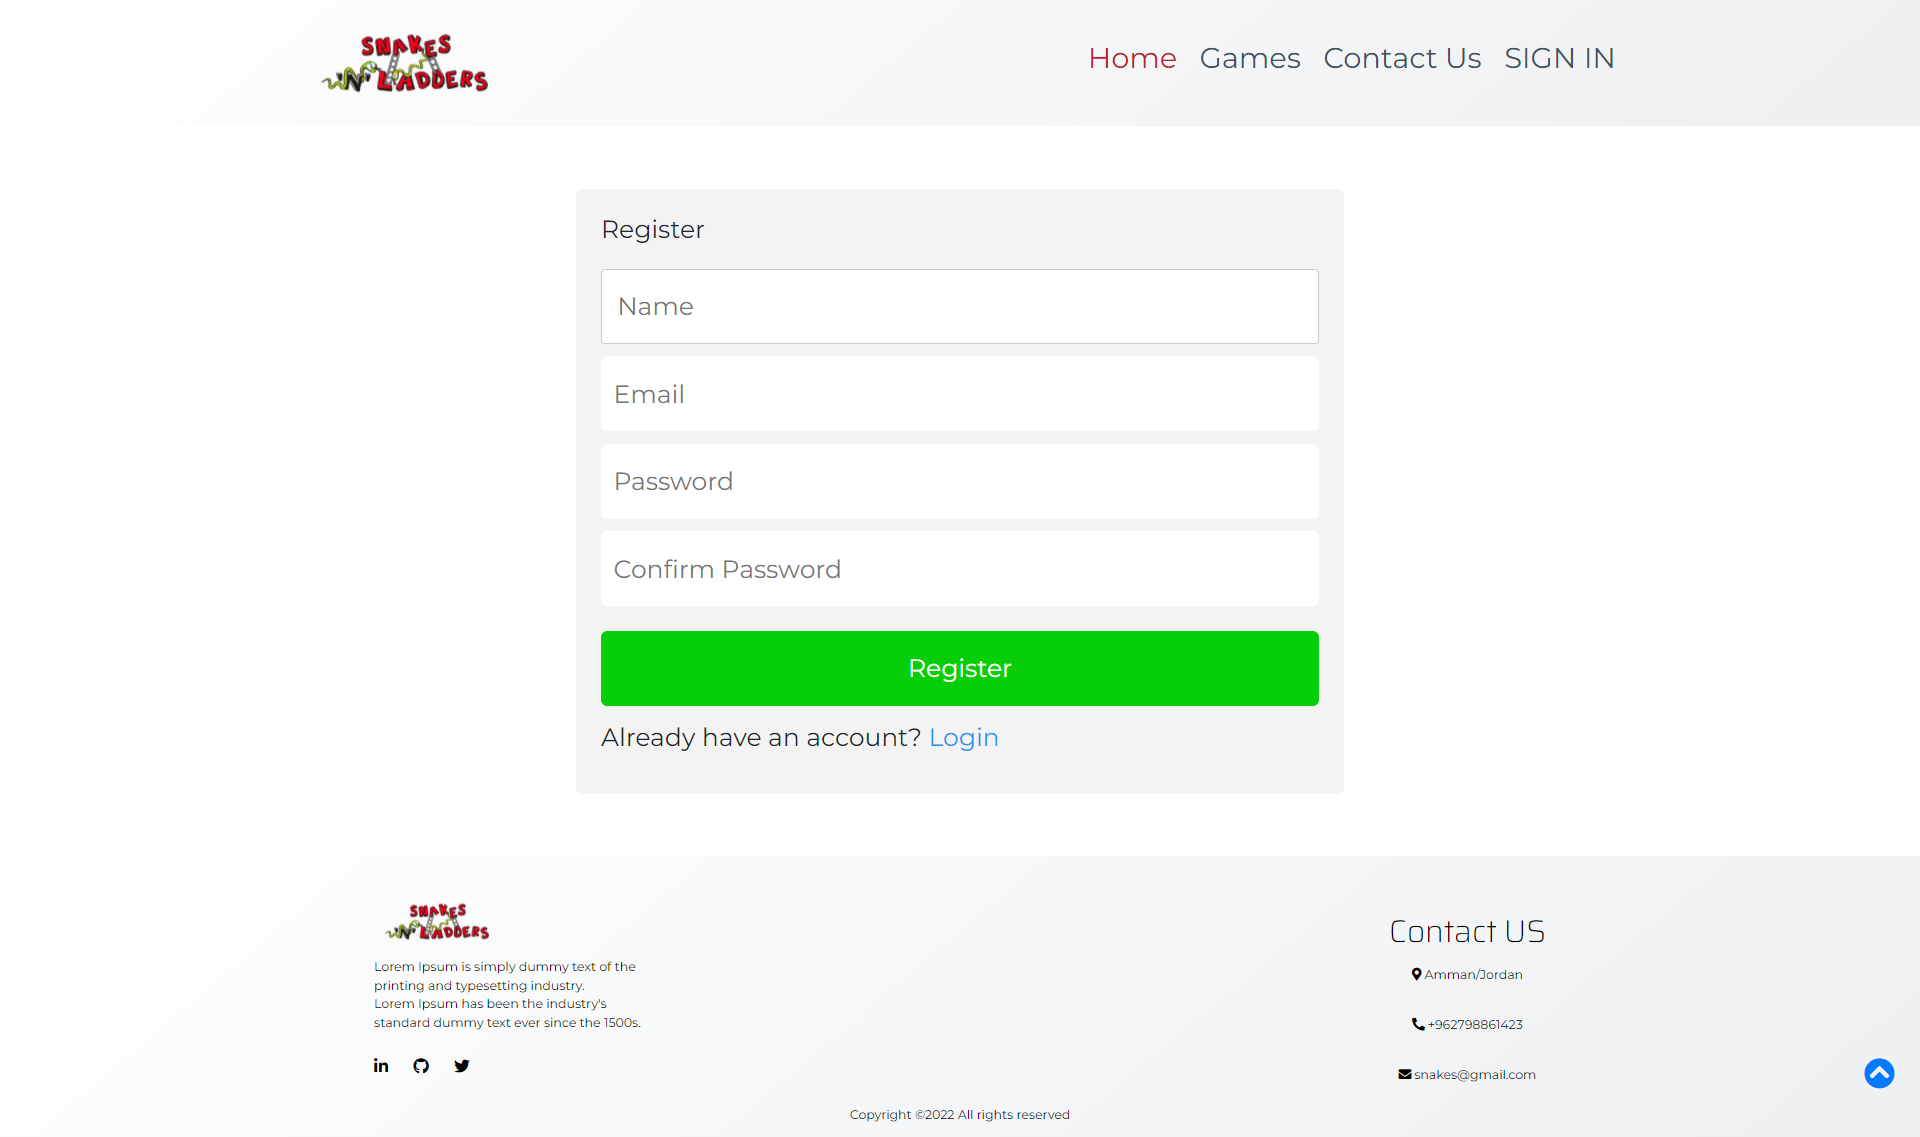 SNAKES
'N' LADDERS
Home Games Contact Us SIGN IN
Register
Name
Email
Password
Confirm Password
Register
Already have an account? Login
SNAKES
'N' LADDERS
Lorem Ipsum is simply dummy text of the
printing and typesetting industry.
Lorem Ipsum has been the industry's
standard dummy text ever since the 1500s.
Contact US
Amman/Jordan
+962798861423
snakes@gmail.com
Copyright ©2022 All rights reserved